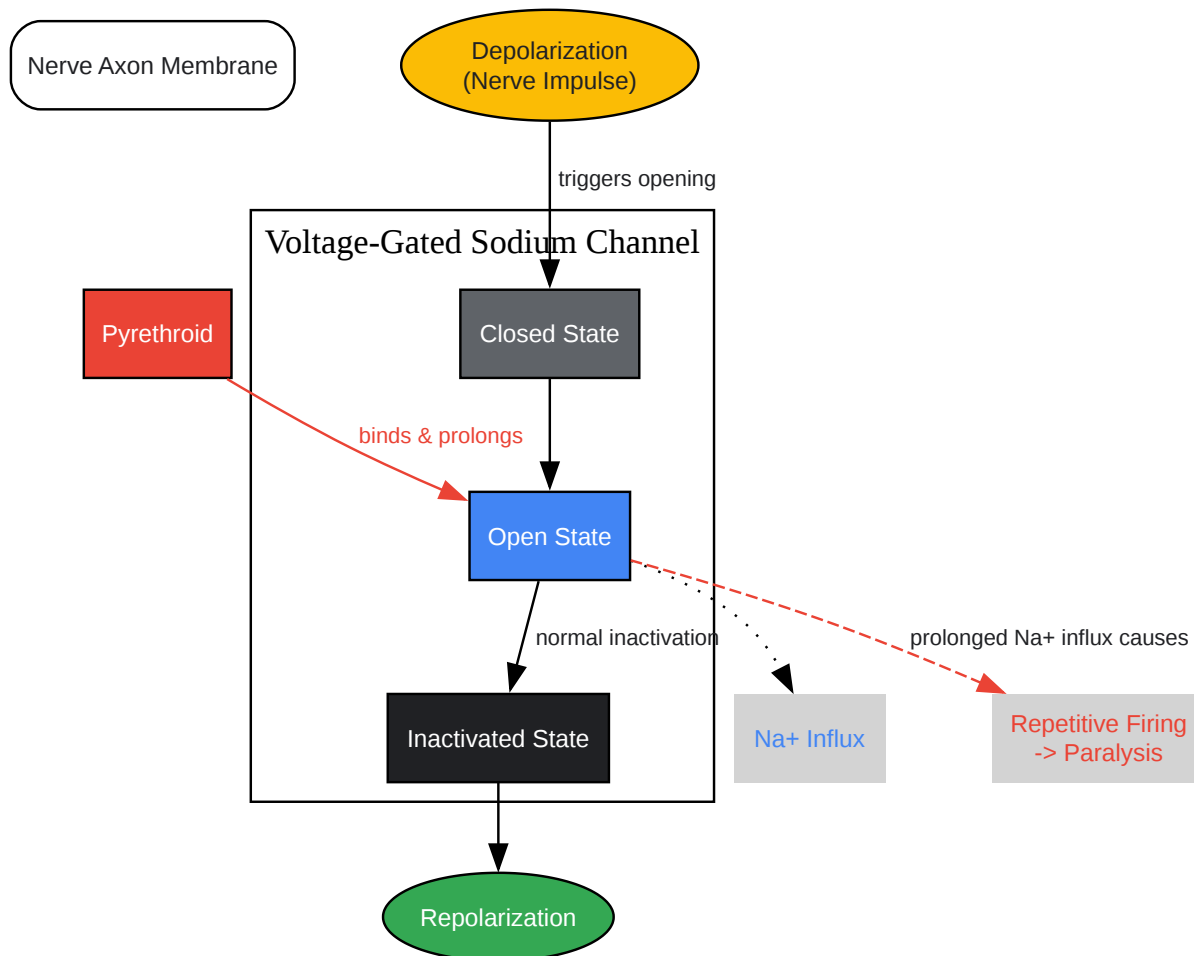 Nerve Axon Membrane
Depolarization
(Nerve Impulse)
triggers opening
Voltage-Gated Sodium Channel
Pyrethroid
Closed State
binds & prolongs
Open State
normal inactivation
prolonged Na+ influx causes
Inactivated State
Na+ Influx
Repetitive Firing
-> Paralysis
Repolarization